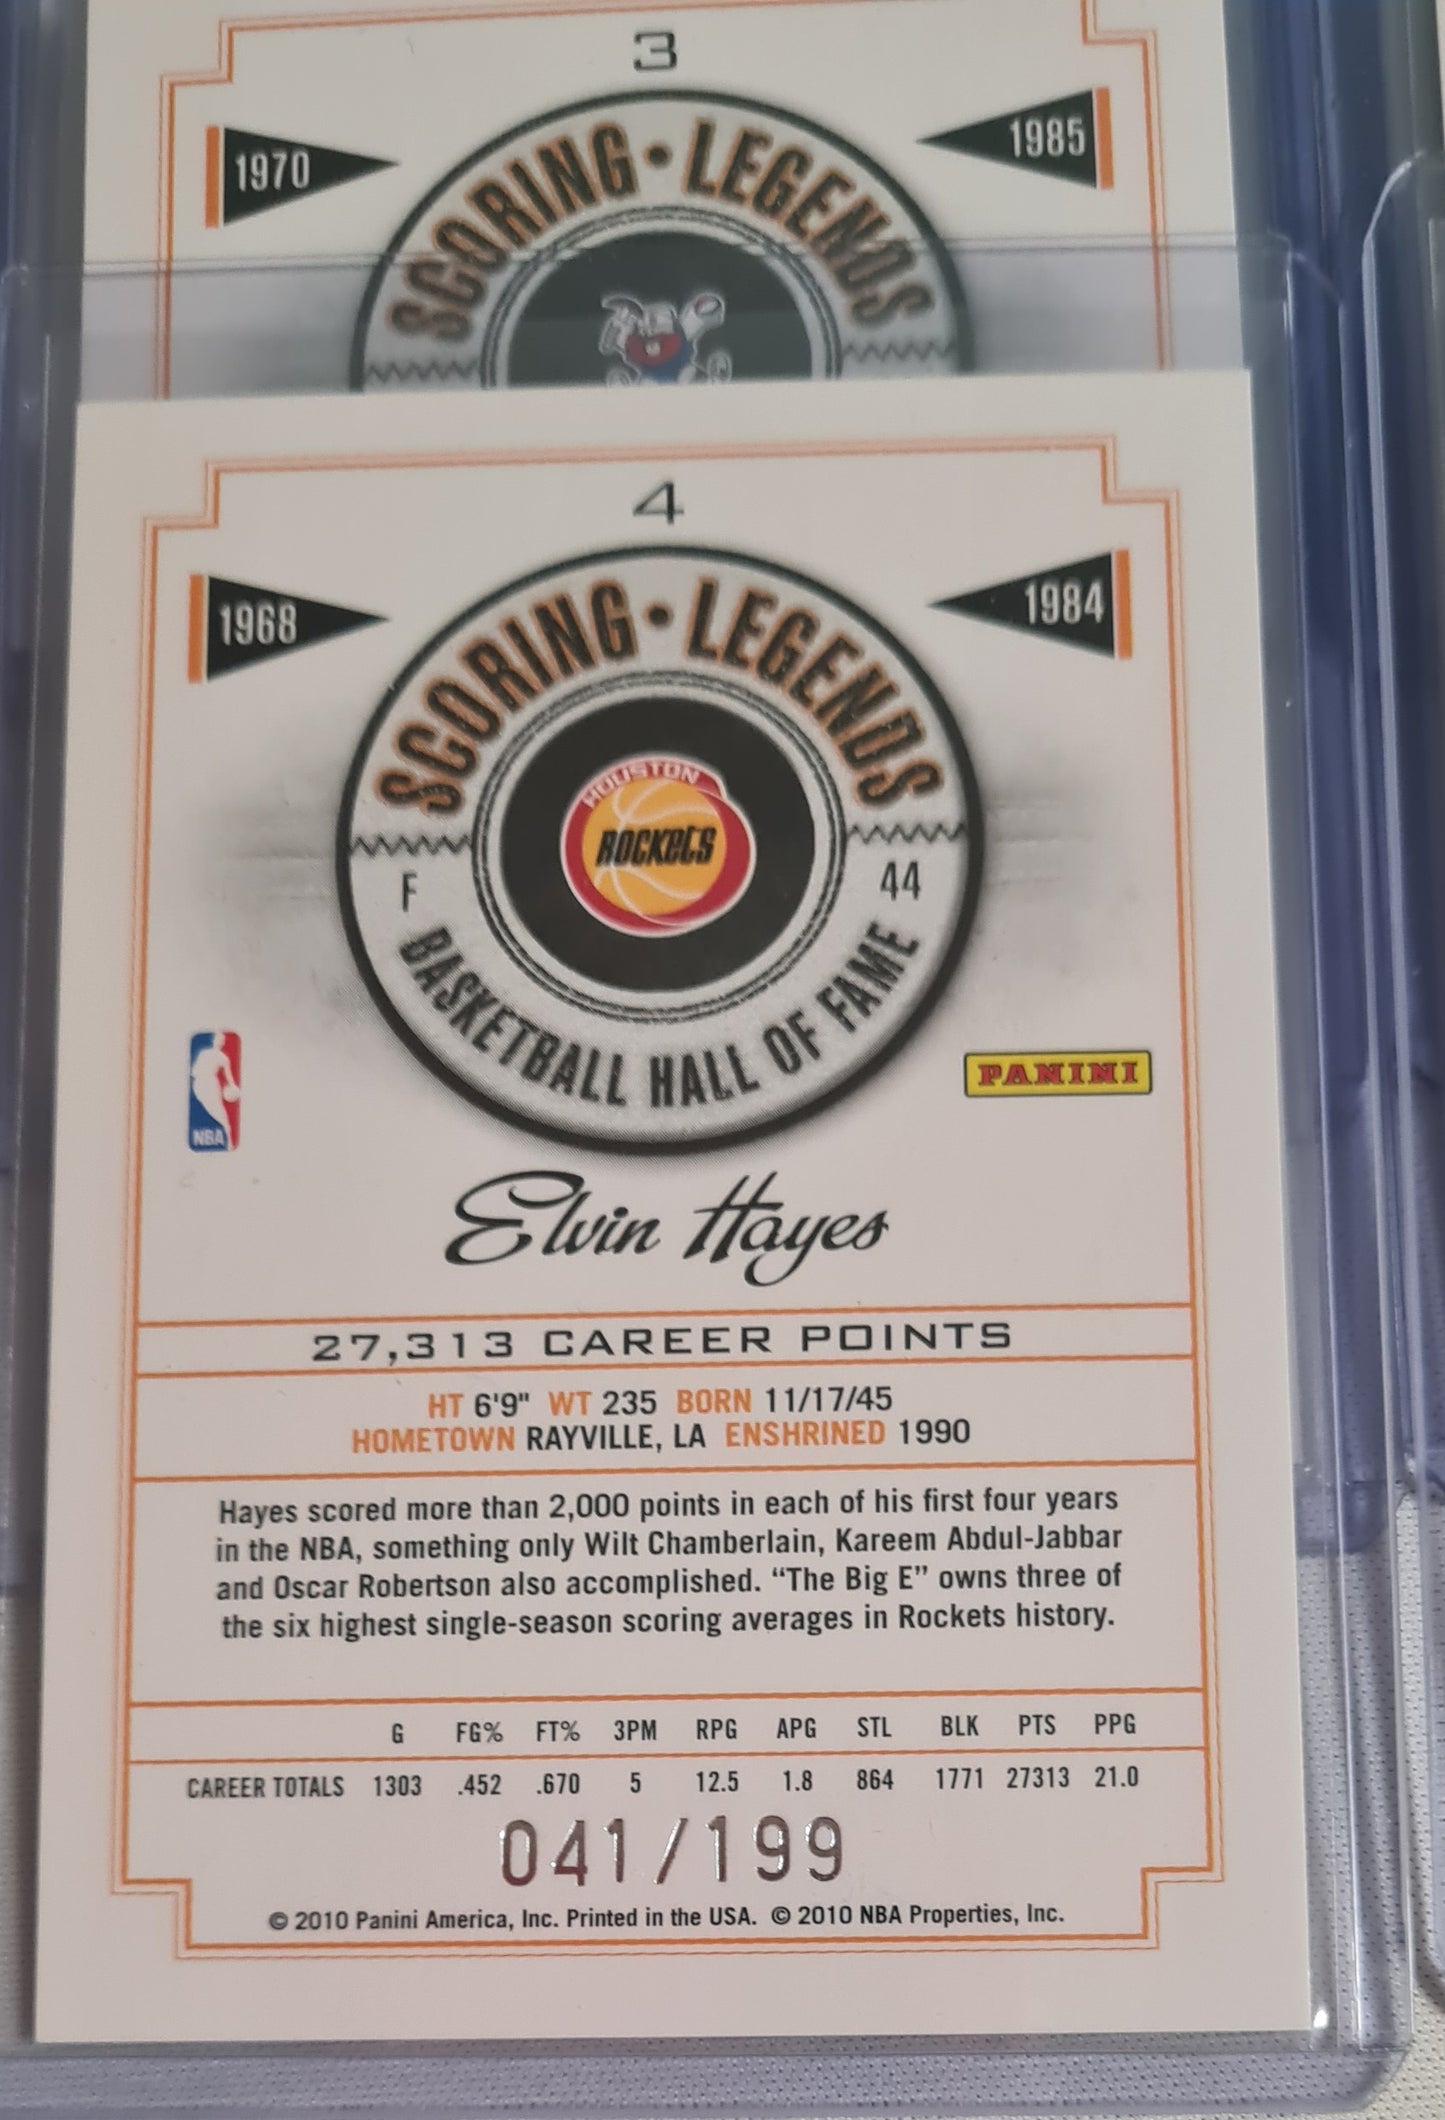 3
1970
1985
SCORING • LEGENDS
4
1968
1984
SCORING • LEGENDS
HOUSTON
ROCKETS
F
44
BASKETBALL HALL OF FAME
NBA
PANINI
Elvin Hayes
27,313 CAREER POINTS
HT 6'9" WT 235 BORN 11/17/45
HOMETOWN RAYVILLE, LA ENSHRINED 1990
Hayes scored more than 2,000 points in each of his first four years
in the NBA, something only Wilt Chamberlain, Kareem Abdul-Jabbar
and Oscar Robertson also accomplished. “The Big E” owns three of
the six highest single-season scoring averages in Rockets history.
G FG% FT% 3PM RPG APG STL BLK PTS PPG
CAREER TOTALS 1303 .452 .670 5 12.5 1.8 864 1771 27313 21.0
041/199
© 2010 Panini America, Inc. Printed in the USA. © 2010 NBA Properties, Inc.